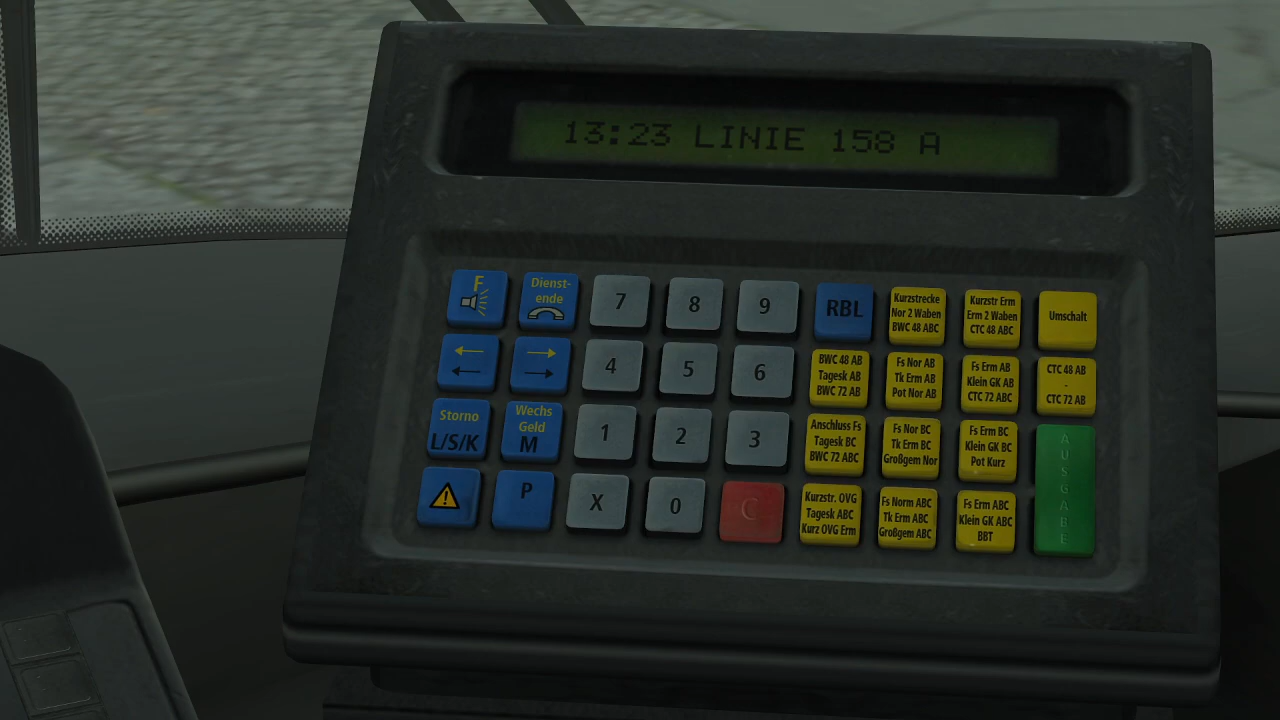 13:23 LINIE 158 A
F
Dienst-
ende
7
8
9
RBL
Kurzstrecke
Nor 2 Waben
BWC 48 ABC
Kurzstr Erm
Erm 2 Waben
CTC 48 ABC
Umschalt
4
5
6
BWC 48 AB
Tagesk AB
BWC 72 AB
Fs Nor AB
Tk Erm AB
Pot Nor AB
Fs Erm AB
Klein GK AB
CTC 72 ABC
CTC 48 AB
-
CTC 72 AB
Storno
L/S/K
Wechs
Geld
M
1
2
3
Anschluss Fs
Tagesk BC
BWC 72 ABC
Fs Nor BC
Tk Erm BC
Großgem Nor
Fs Erm BC
Klein GK BC
Pot Kurz
AUSGABE
P
X
0
C
Kurzstr. OVG
Tagesk ABC
Kurz OVG Erm
Fs Norm ABC
Tk Erm ABC
Großgem ABC
Fs Erm ABC
Klein GK ABC
BBT